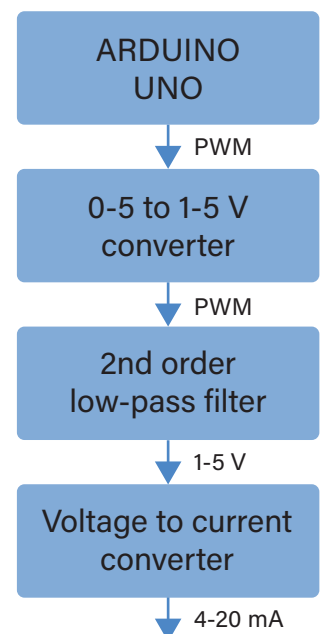 ARDUINO
UNO
PWM
0-5 to 1-5 V
converter
PWM
2nd order
low-pass filter
1-5 V
Voltage to current
converter
4-20 mA